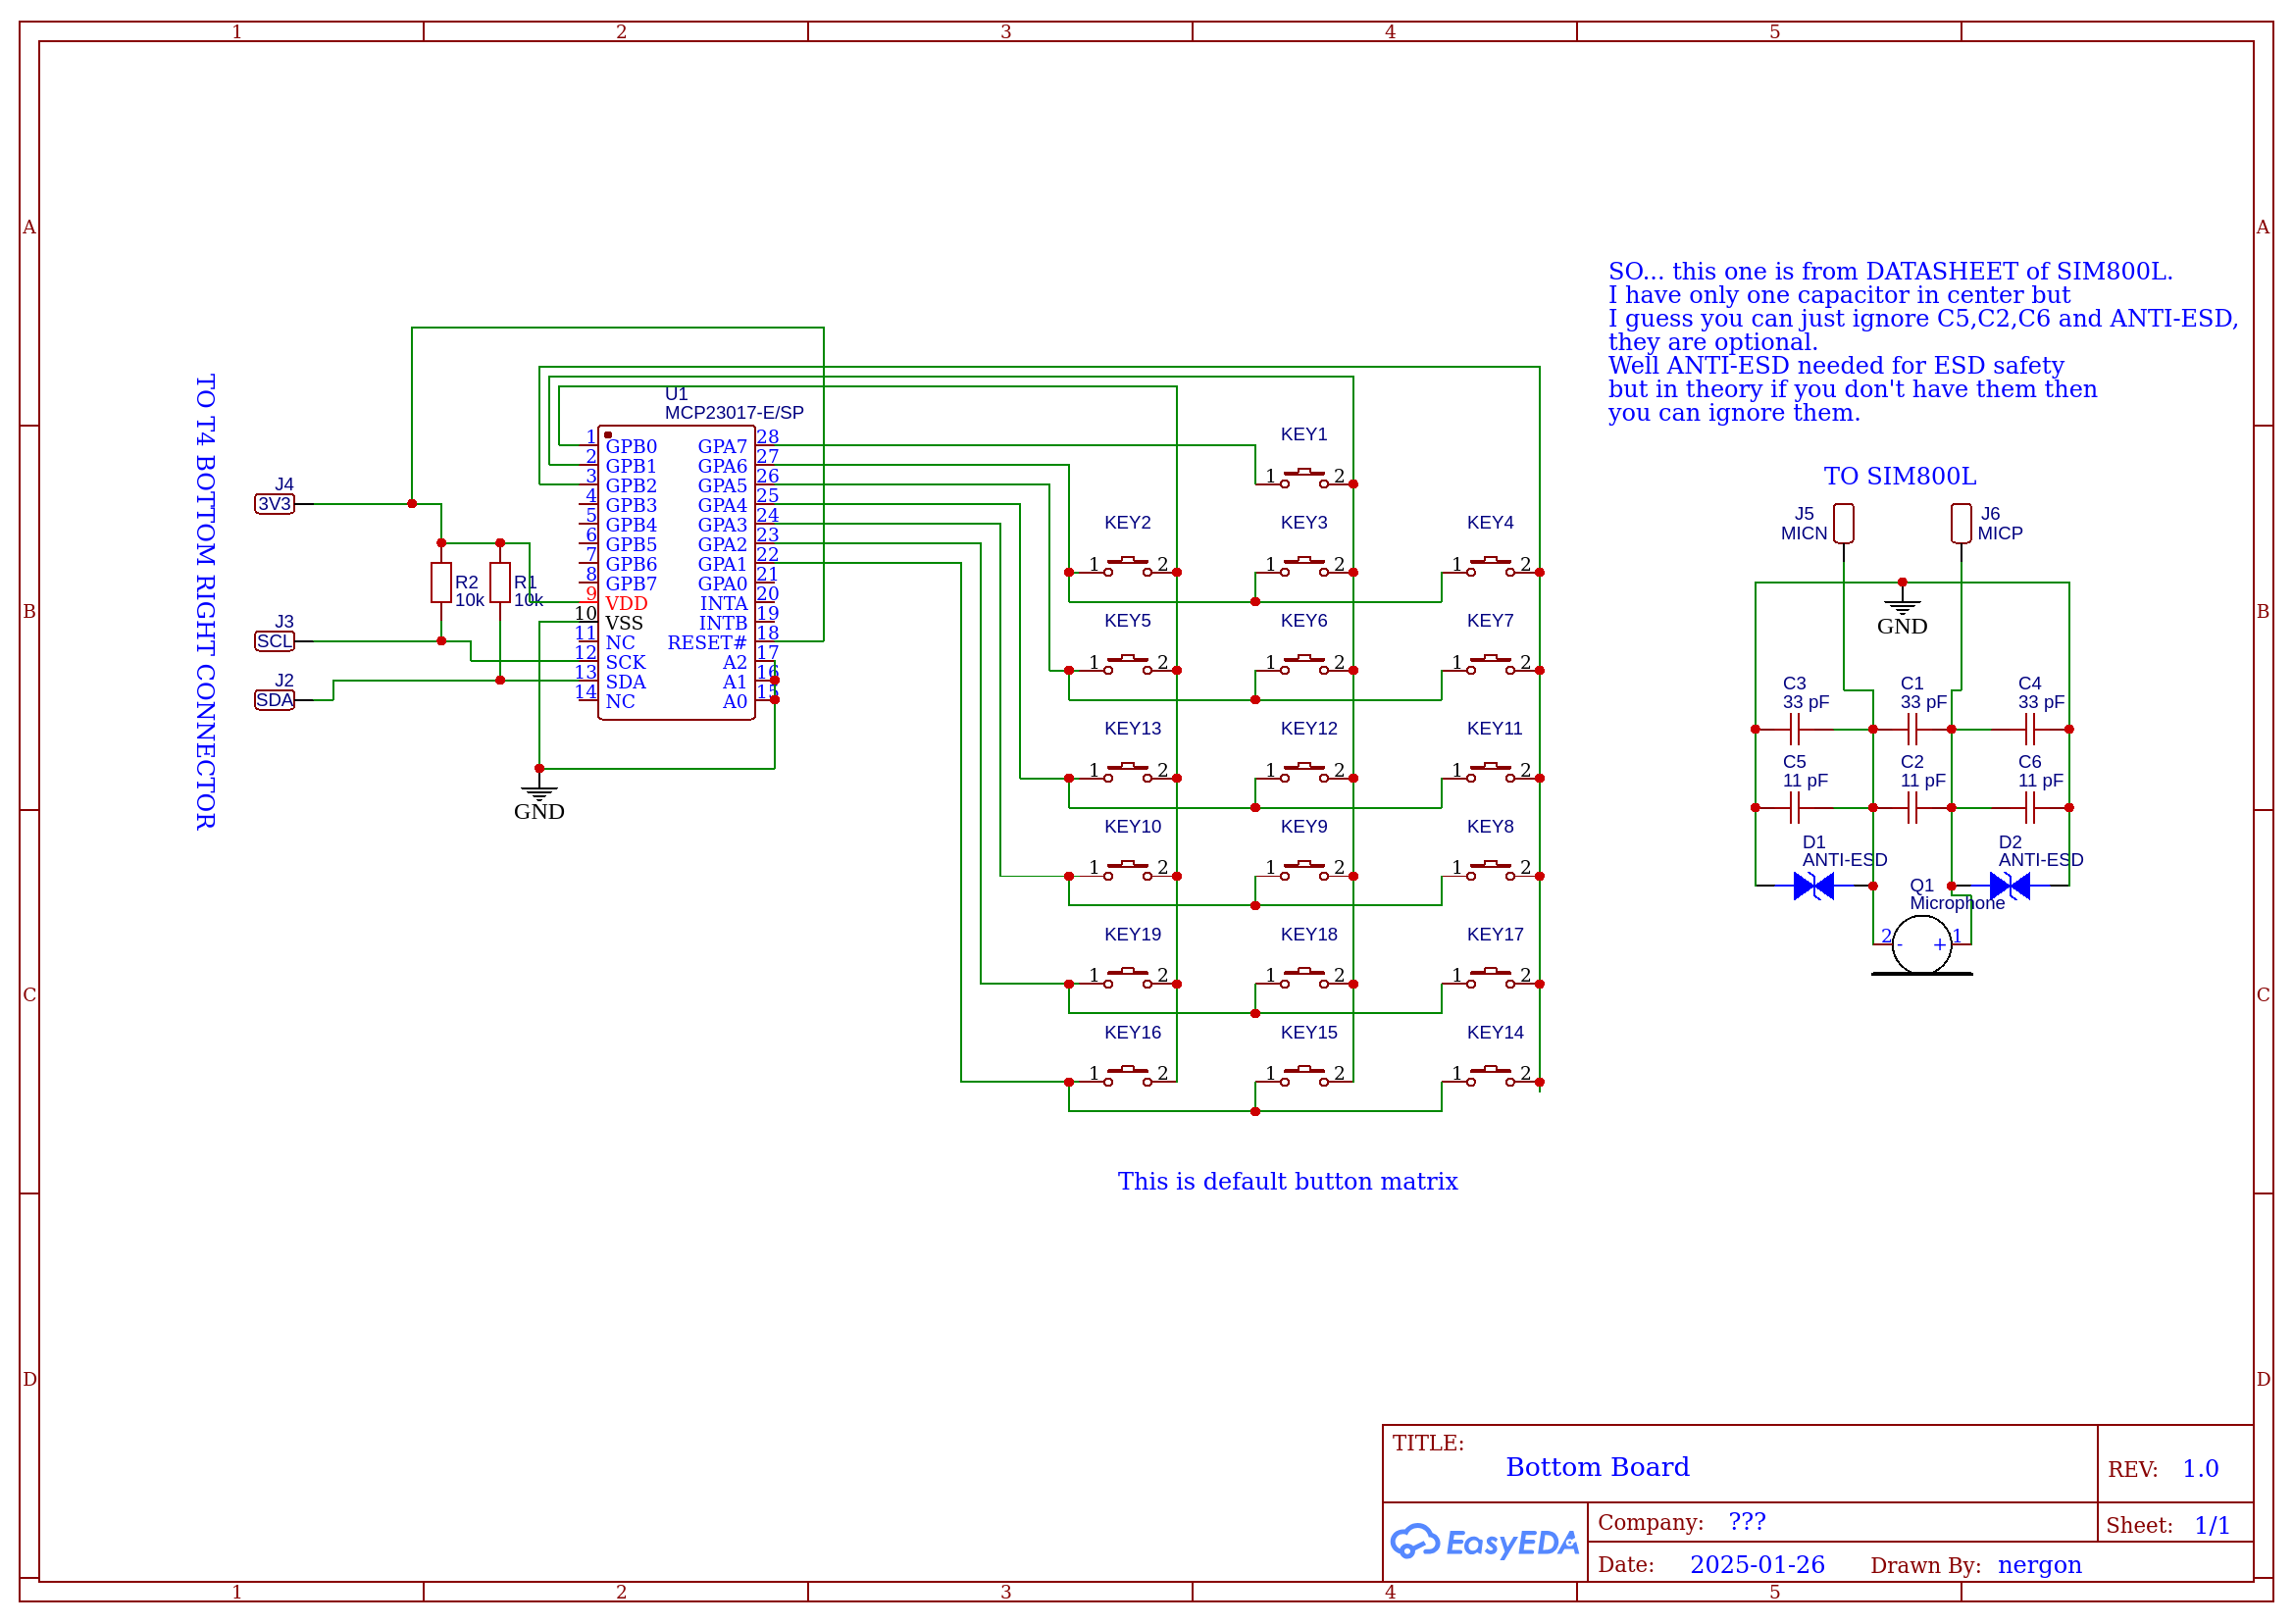 1 2 3 4 5
A
B
C
D
A
B
C
D
1 2 3 4 5
SO... this one is from DATASHEET of SIM800L.
I have only one capacitor in center but
I guess you can just ignore C5,C2,C6 and ANTI-ESD,
they are optional.
Well ANTI-ESD needed for ESD safety
but in theory if you don't have them then
you can ignore them.
TO T4 BOTTOM RIGHT CONNECTOR
J4
3V3
J3
SCL
J2
SDA
R2
10k
R1
10k
U1
MCP23017-E/SP
1 GPB0 GPA7 28
2 GPB1 GPA6 27
3 GPB2 GPA5 26
4 GPB3 GPA4 25
5 GPB4 GPA3 24
6 GPB5 GPA2 23
7 GPB6 GPA1 22
8 GPB7 GPA0 21
9 VDD INTA 20
10 VSS INTB 19
11 NC RESET# 18
12 SCK A2 17
13 SDA A1 16
14 NC A0 15
GND
KEY1
1 2
KEY2 KEY3 KEY4
1 2 1 2 1 2
KEY5 KEY6 KEY7
1 2 1 2 1 2
KEY13 KEY12 KEY11
1 2 1 2 1 2
KEY10 KEY9 KEY8
1 2 1 2 1 2
KEY19 KEY18 KEY17
1 2 1 2 1 2
KEY16 KEY15 KEY14
1 2 1 2 1 2
This is default button matrix
TO SIM800L
J5
MICN
J6
MICP
GND
C3
33 pF
C1
33 pF
C4
33 pF
C5
11 pF
C2
11 pF
C6
11 pF
D1
ANTI-ESD
D2
ANTI-ESD
Q1
Microphone
2 - + 1
TITLE:
Bottom Board
REV: 1.0
EasyEDA
Company: ???
Sheet: 1/1
Date: 2025-01-26 Drawn By: nergon